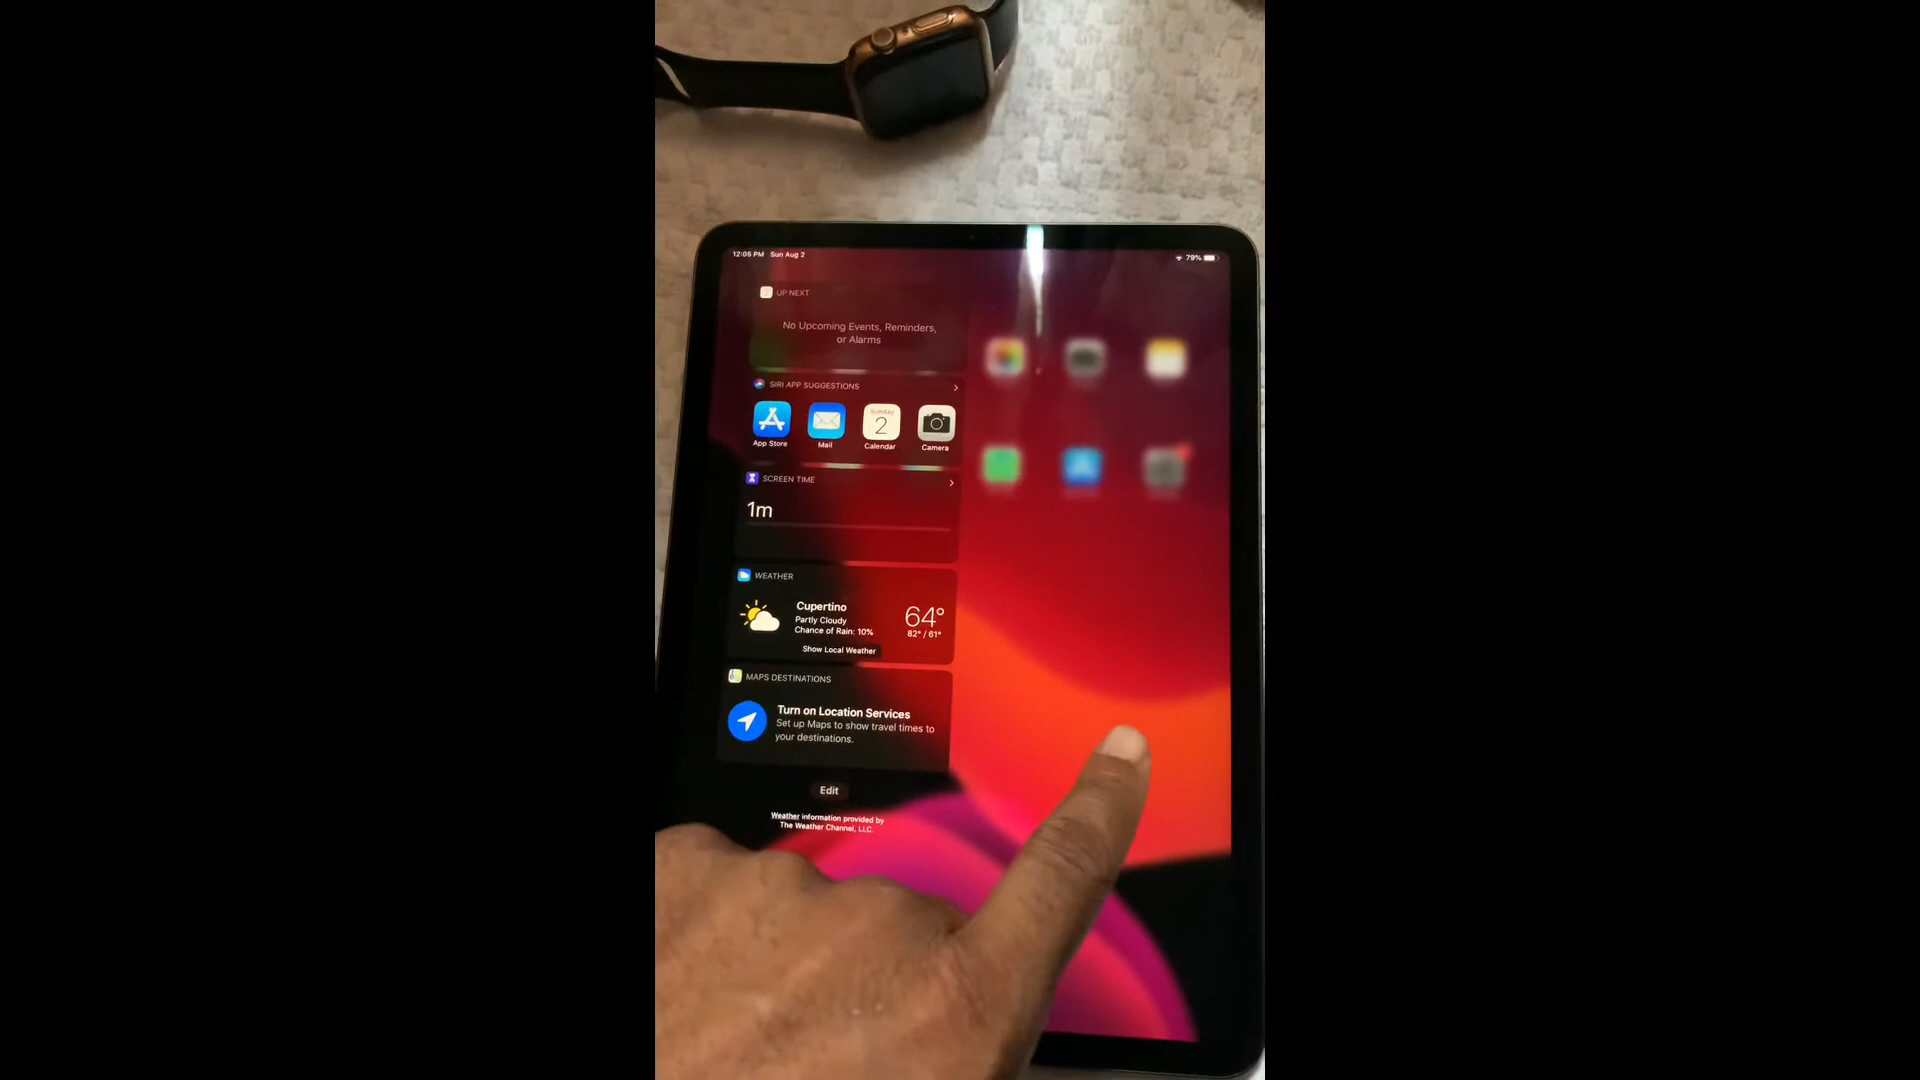 12:05 PM Sun Aug 2
79%
UP NEXT
No Upcoming Events, Reminders,
or Alarms
SIRI APP SUGGESTIONS
Sunday
2
App Store
Mail
Calendar
Camera
SCREEN TIME
1m
WEATHER
Cupertino
Partly Cloudy
Chance of Rain: 10%
64°
82° / 61°
Show Local Weather
MAPS DESTINATIONS
Turn on Location Services
Set up Maps to show travel times to
your destinations.
Edit
Weather information provided by
The Weather Channel, LLC.